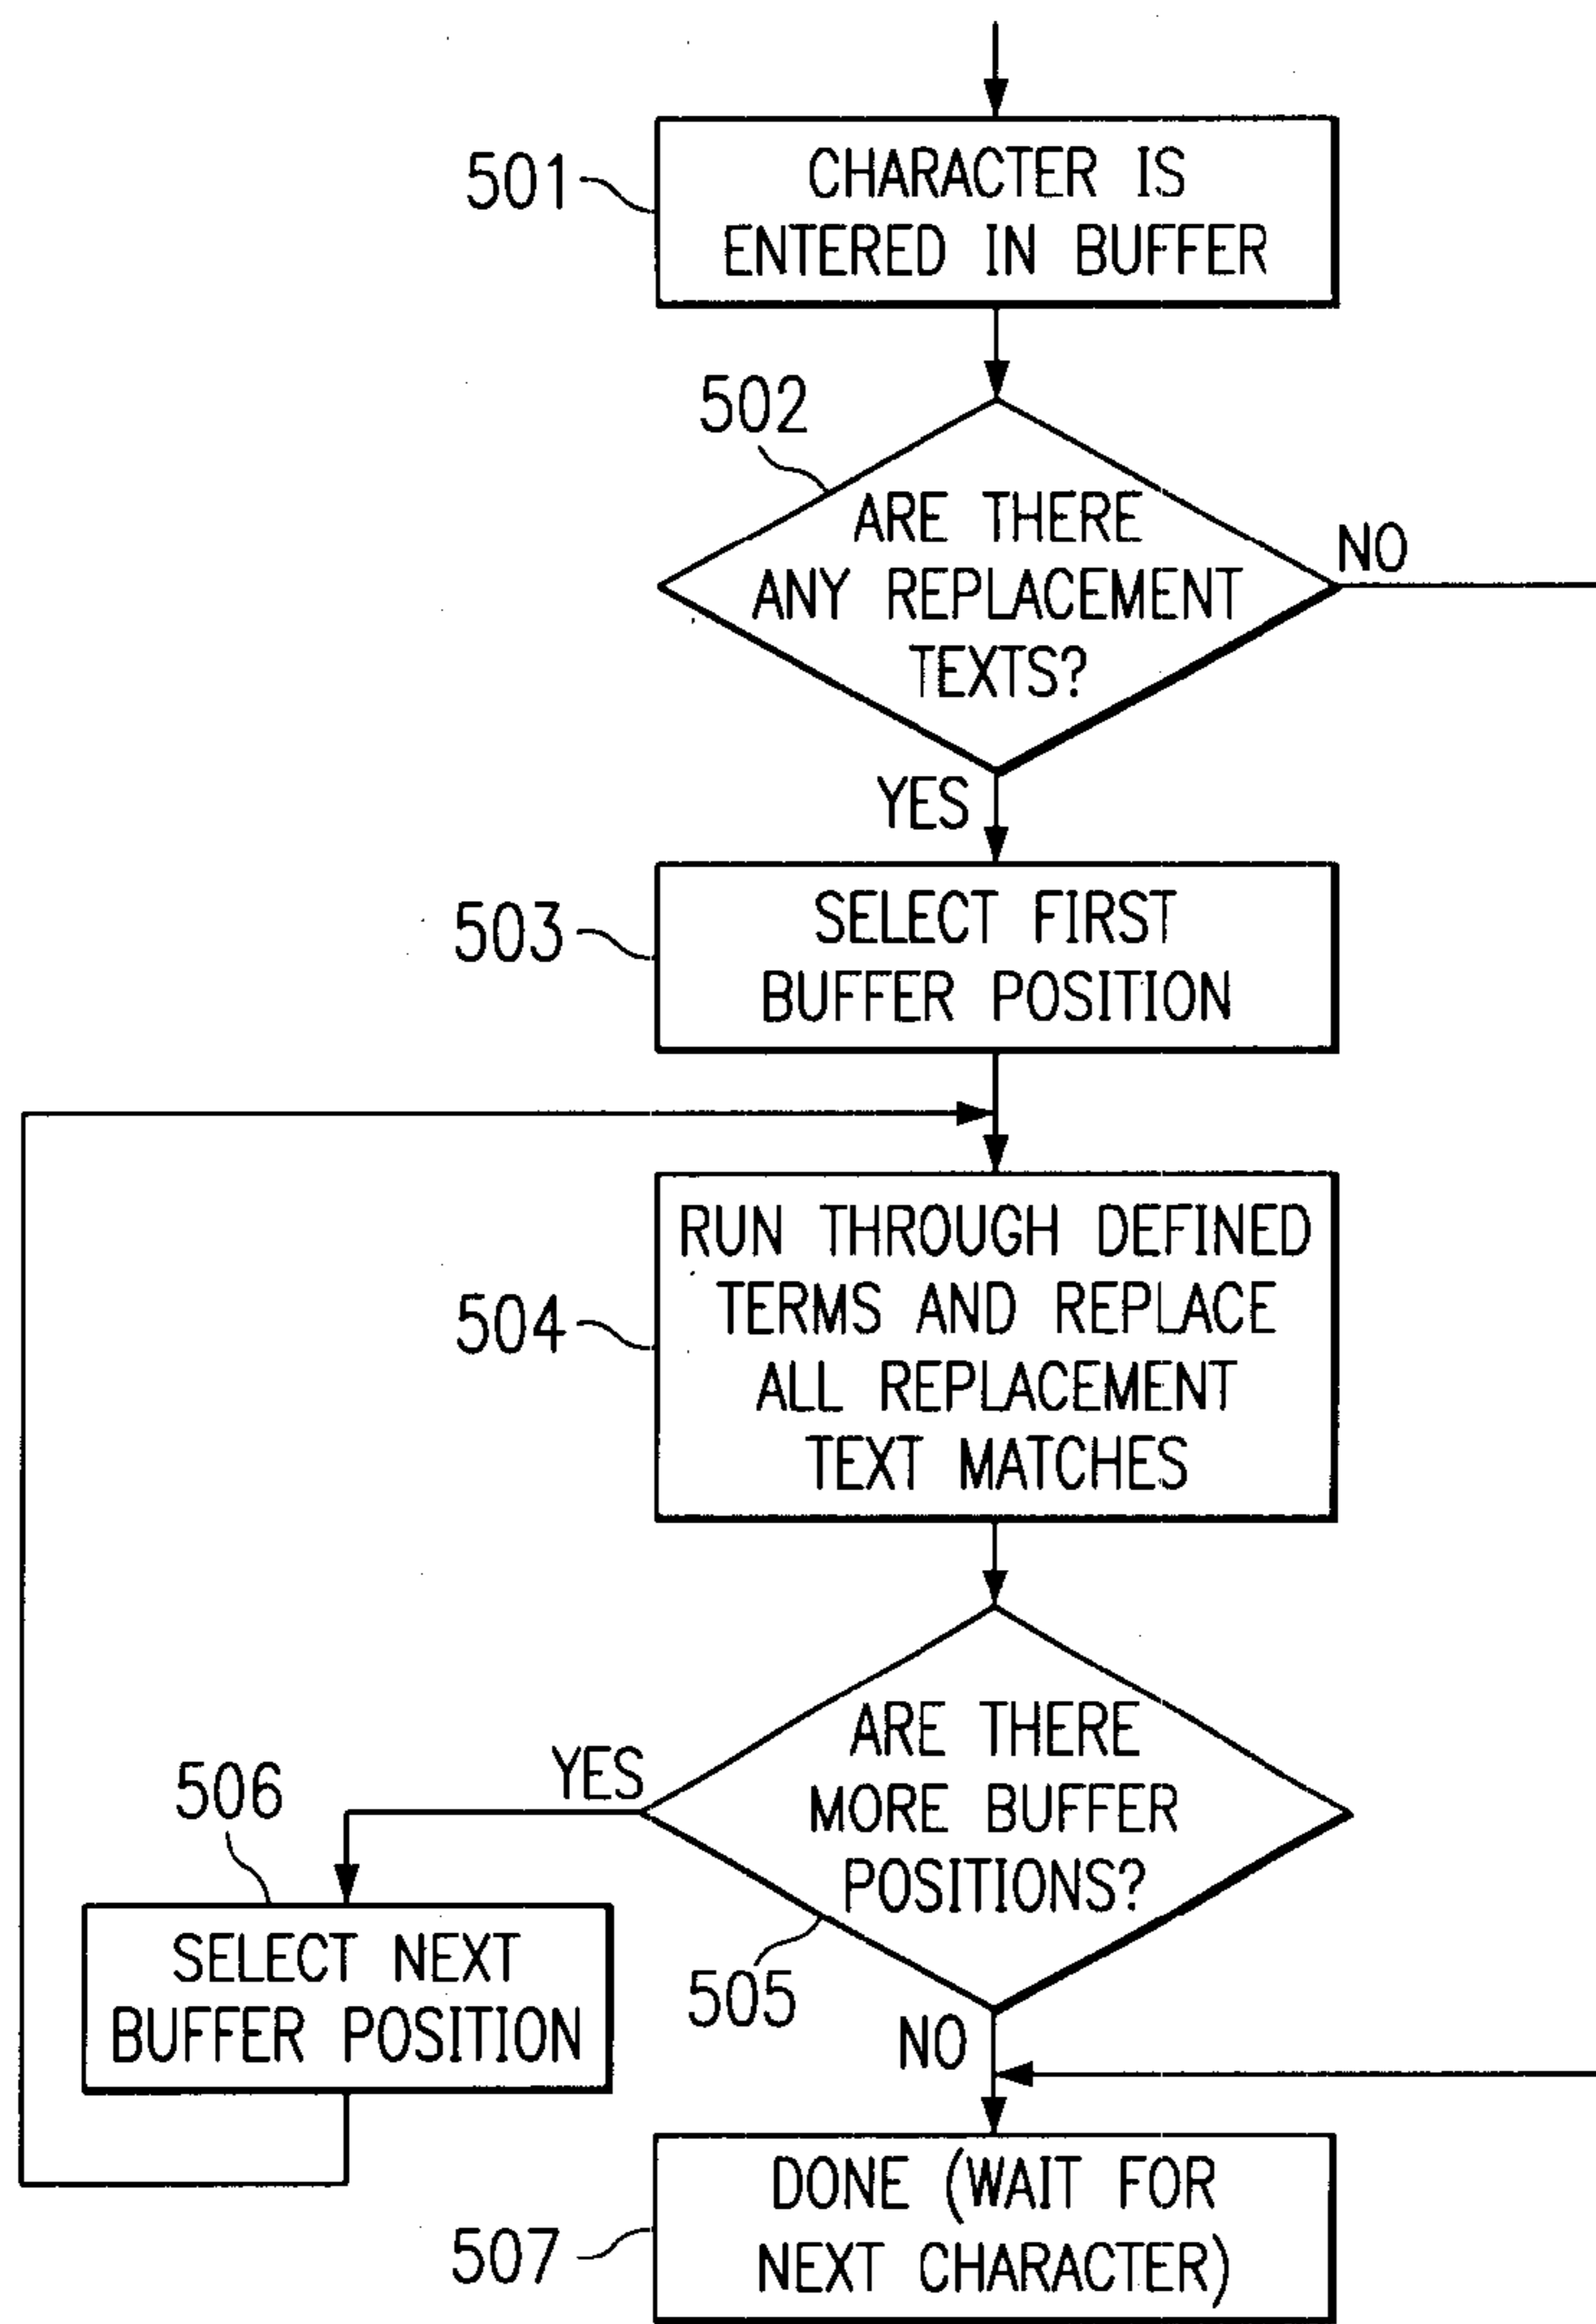 501
CHARACTER IS
ENTERED IN BUFFER
502
ARE THERE
ANY REPLACEMENT
TEXTS?
NO
YES
503
SELECT FIRST
BUFFER POSITION
504
RUN THROUGH DEFINED
TERMS AND REPLACE
ALL REPLACEMENT
TEXT MATCHES
ARE THERE
MORE BUFFER
POSITIONS?
YES
505
506
SELECT NEXT
BUFFER POSITION
NO
507
DONE (WAIT FOR
NEXT CHARACTER)